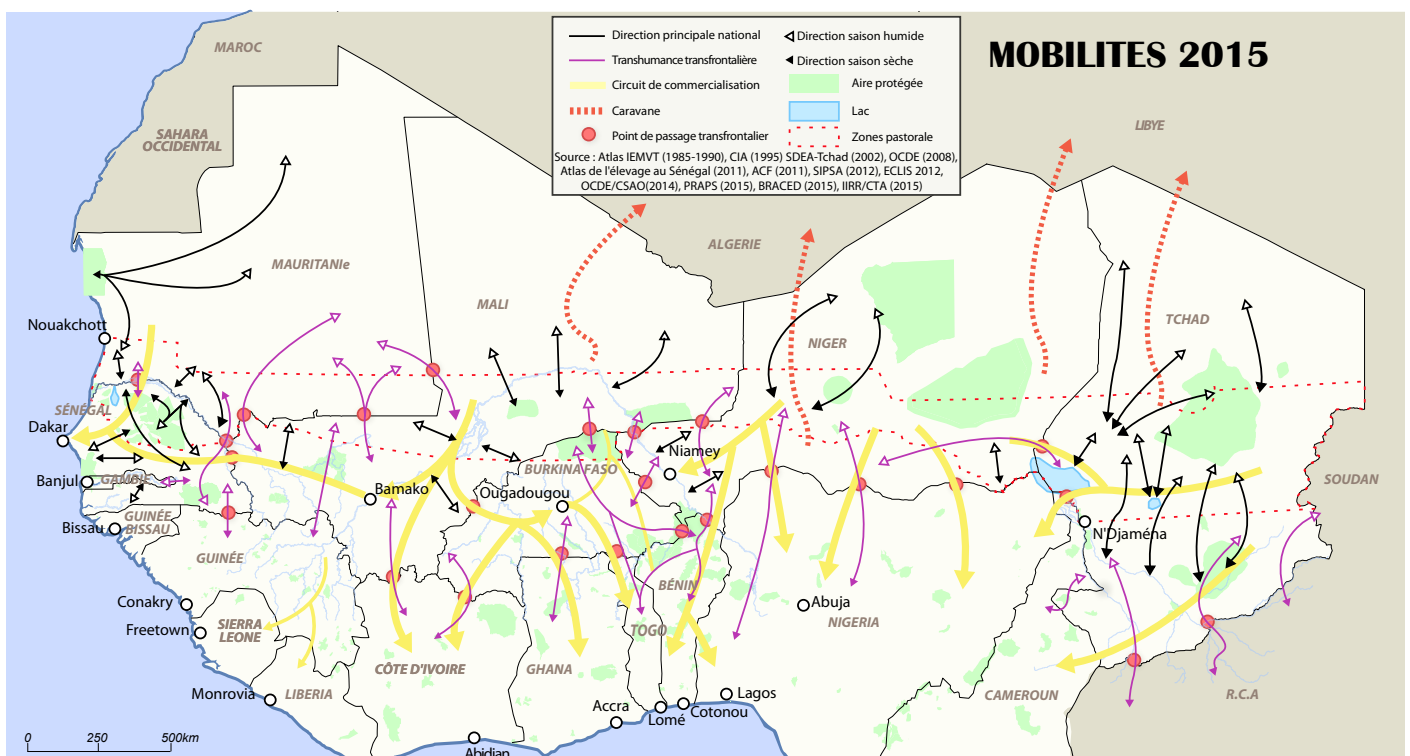 MOBILITES 2015
Direction principale national
Direction saison humide
Transhumance transfrontalière
Direction saison sèche
Circuit de commercialisation
Aire protégée
Caravane
Lac
Point de passage transfrontalier
Zones pastorale
Source : Atlas IEMVT (1985-1990), CIA (1995) SDEA-Tchad (2002), OCDE (2008),
Atlas de l'élevage au Sénégal (2011), ACF (2011), SIPSA (2012), ECLIS 2012,
OCDE/CSAO(2014), PRAPS (2015), BRACED (2015), IIRR/CTA (2015)
MAROC
SAHARA
OCCIDENTAL
LIBYE
ALGERIE
MAURITANIe
MALI
NIGER
TCHAD
Nouakchott
SÉNÉGAL
Dakar
Banjul
GAMBIE
Bissau
GUINÉE
BISSAU
Bamako
BURKINA FASO
Ougadougou
Niamey
SOUDAN
N'Djaména
GUINÉE
Conakry
Freetown
SIERRA
LEONE
BÉNIN
Abuja
NIGERIA
TOGO
CÔTE D'IVOIRE
GHANA
Monrovia
LIBERIA
CAMEROUN
R.C.A
Lagos
Cotonou
Lomé
Accra
Abidjan
0 250 500km